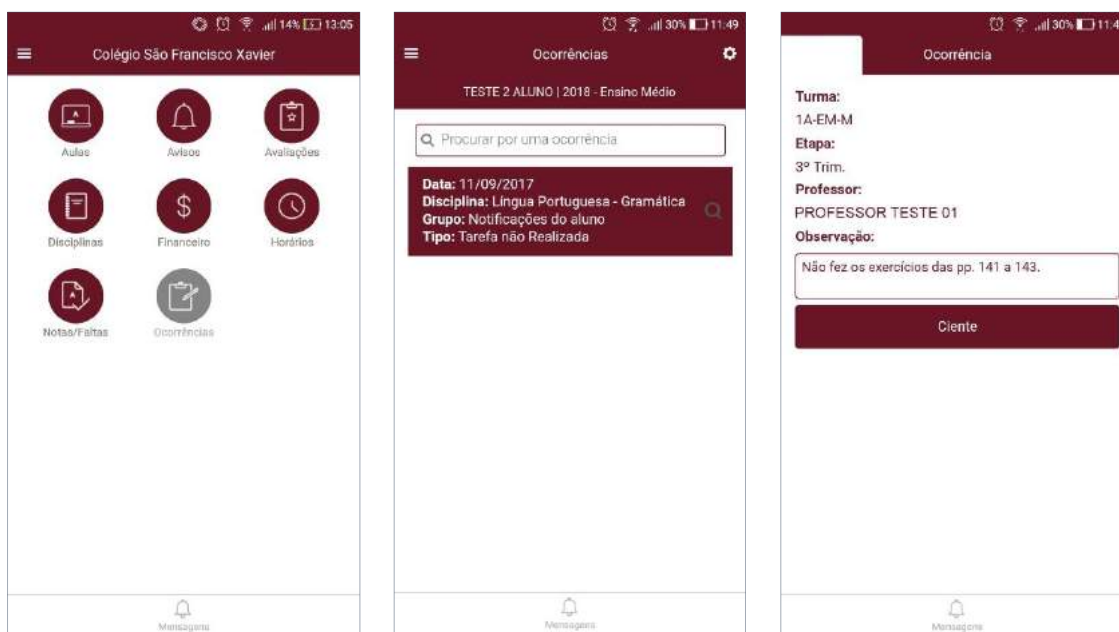 14% 13:05
Colégio São Francisco Xavier
Aulas
Avisos
Avaliações
Disciplinas
Financeiro
Horários
Notas/Faltas
Ocorrências
Mensagens
30% 11:49
Ocorrências
TESTE 2 ALUNO | 2018 - Ensino Médio
Procurar por uma ocorrência
Data: 11/09/2017
Disciplina: Língua Portuguesa - Gramática
Grupo: Notificações do aluno
Tipo: Tarefa não Realizada
Mensagens
30% 11:4
Ocorrência
Turma:
1A-EM-M
Etapa:
3º Trim.
Professor:
PROFESSOR TESTE 01
Observação:
Não fez os exercícios das pp. 141 a 143.
Ciente
Mensagens